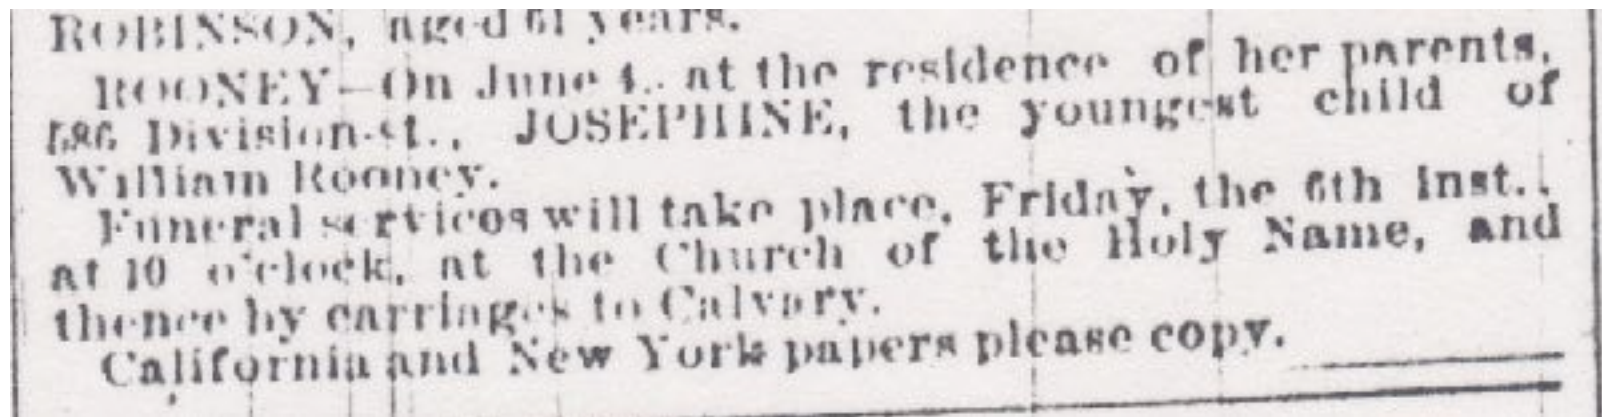 ROBINSON, aged 61 years.
ROONEY—On June 4., at the residence of her parents,
586 Division-st., JOSEPHINE, the youngest child of
William Rooney.
Funeral services will take place, Friday, the 6th inst.,
at 10 o'clock, at the Church of the Holy Name, and
thence by carriages to Calvary.
California and New York papers please copy.